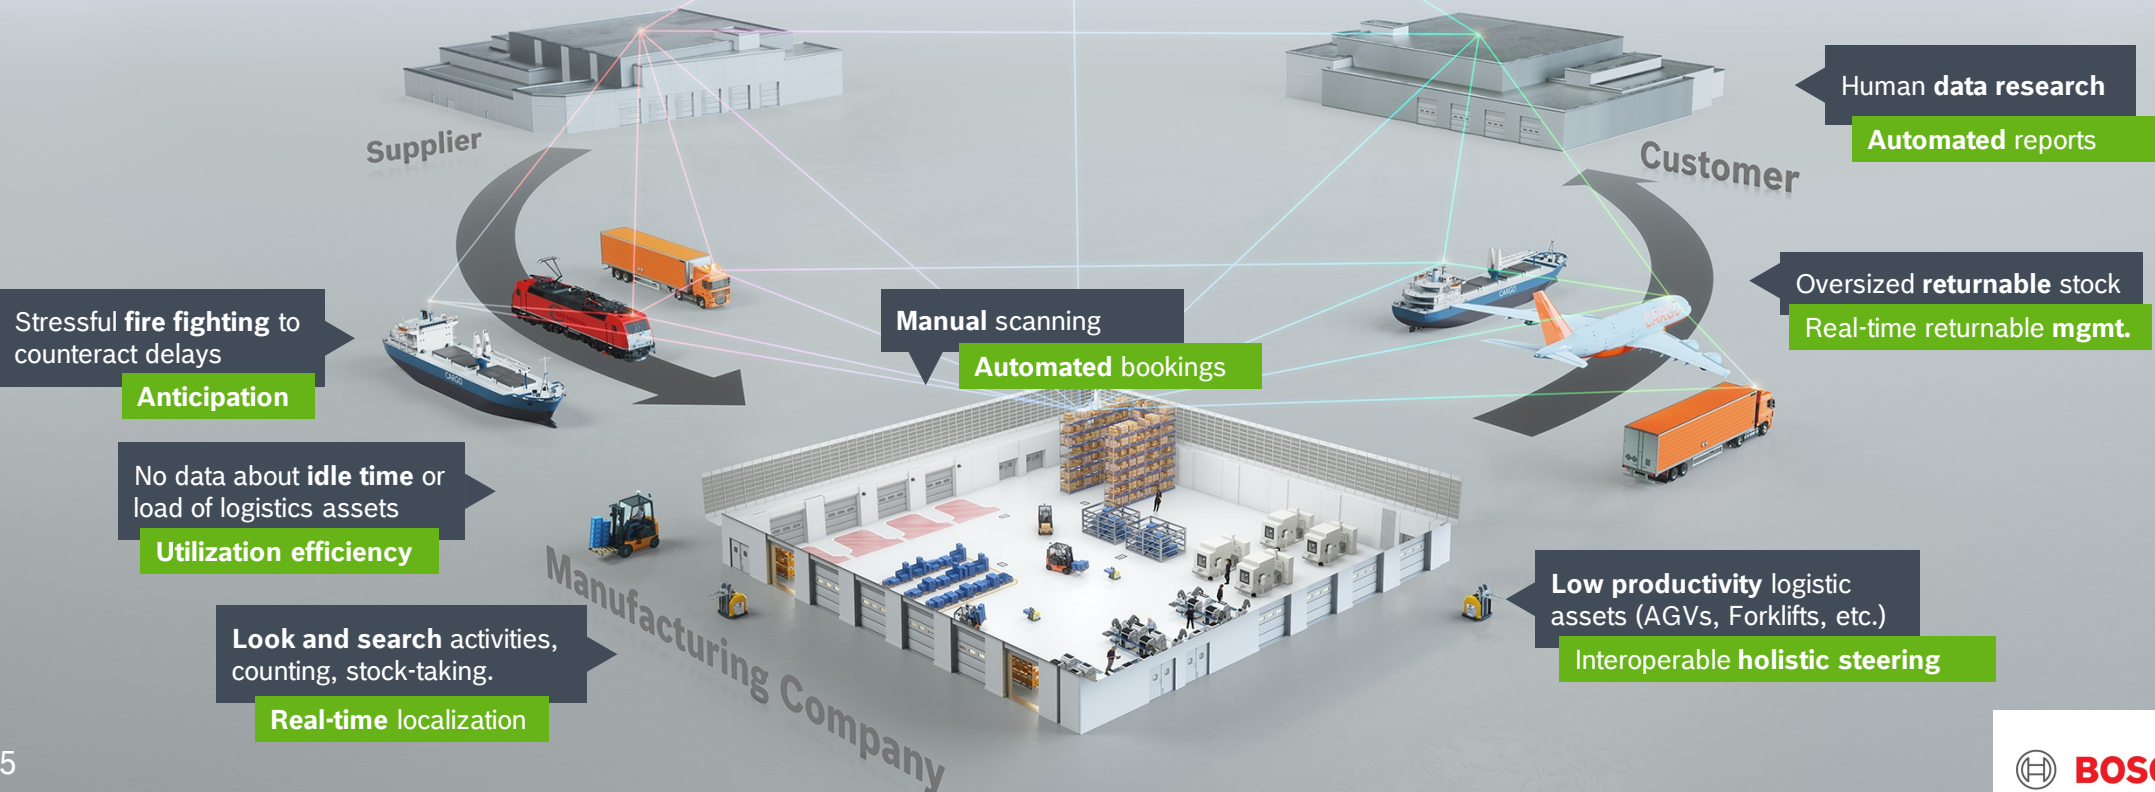 Supplier
Customer
Human data research
Automated reports
Oversized returnable stock
Real-time returnable mgmt.
Stressful fire fighting to
counteract delays
Anticipation
Manual scanning
Automated bookings
CARGO
CARGO
CARGO
No data about idle time or
load of logistics assets
Utilization efficiency
Manufacturing Company
Low productivity logistic
assets (AGVs, Forklifts, etc.)
Interoperable holistic steering
Look and search activities,
counting, stock-taking.
Real-time localization
5